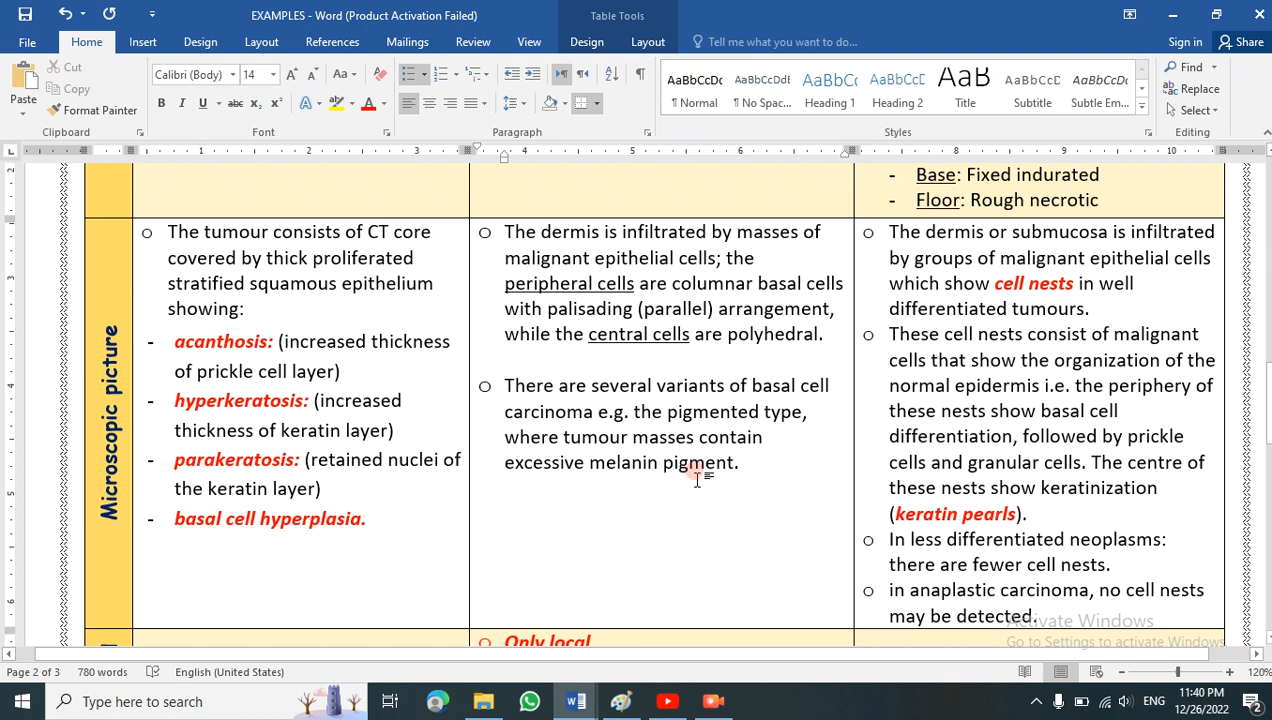 EXAMPLES - Word (Product Activation Failed)
Table Tools
File
Home
Insert
Design
Layout
References
Mailings
Review
View
Design
Layout
Tell me what you want to do...
Sign in
Share
Paste
Cut
Copy
Format Painter
Clipboard
Calibri (Body)
14
Font
Paragraph
AaBbCcDc
¶ Normal
AaBbCcDdE
¶ No Spac...
AaBbC
Heading 1
AaBbCcD
Heading 2
AaB
Title
AaBbCcD
Subtitle
AaBbCcDd
Subtle Em...
Styles
Find
Replace
Select
Editing
- Base: Fixed indurated
- Floor: Rough necrotic
Microscopic picture
o The tumour consists of CT core
covered by thick proliferated
stratified squamous epithelium
showing:
- acanthosis: (increased thickness
of prickle cell layer)
- hyperkeratosis: (increased
thickness of keratin layer)
- parakeratosis: (retained nuclei of
the keratin layer)
- basal cell hyperplasia.
o The dermis is infiltrated by masses of
malignant epithelial cells; the
peripheral cells are columnar basal cells
with palisading (parallel) arrangement,
while the central cells are polyhedral.
o There are several variants of basal cell
carcinoma e.g. the pigmented type,
where tumour masses contain
excessive melanin pigment.
o The dermis or submucosa is infiltrated
by groups of malignant epithelial cells
which show cell nests in well
differentiated tumours.
o These cell nests consist of malignant
cells that show the organization of the
normal epidermis i.e. the periphery of
these nests show basal cell
differentiation, followed by prickle
cells and granular cells. The centre of
these nests show keratinization
(keratin pearls).
o In less differentiated neoplasms:
there are fewer cell nests.
o in anaplastic carcinoma, no cell nests
may be detected.
o Only local
Activate Windows
Go to Settings to activate Windows
Page 2 of 3
780 words
English (United States)
120%
Type here to search
ENG
11:40 PM
12/26/2022
2